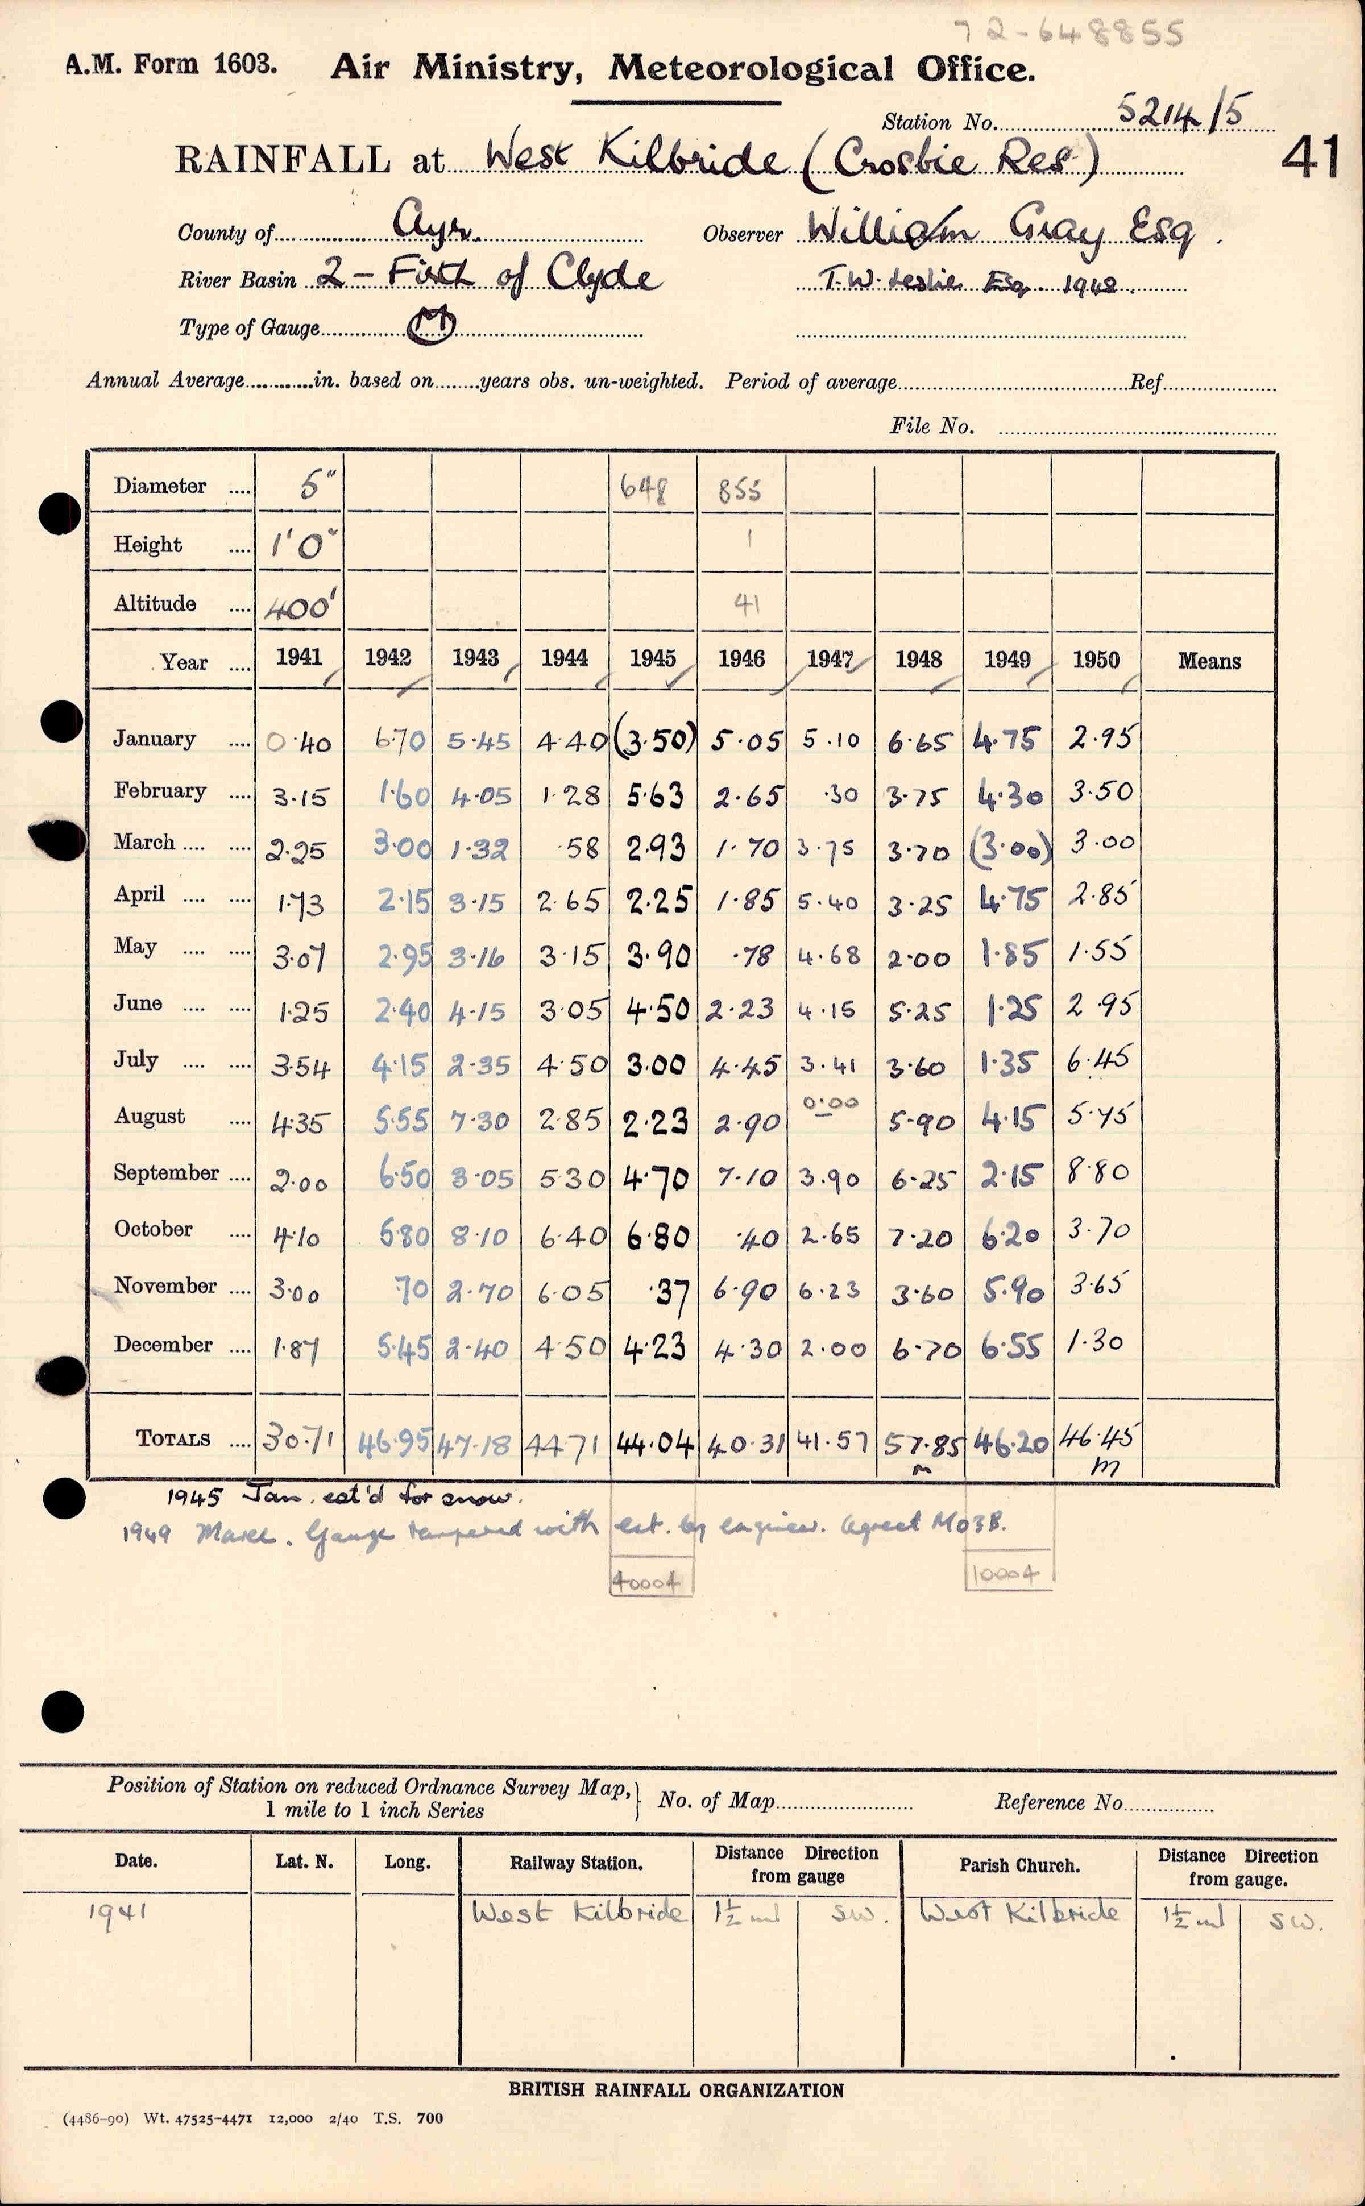 72-648855
A.M. Form 1603. Air Ministry, Meteorological Office.
Station No. 5214/5
RAINFALL at West Kilbride (Crosbie Res) 41
County of Ayr. Observer William Gray Esq.
River Basin 2 - Firth of Clyde T.W. Leslie Esq. 1948.
Type of Gauge M
Annual Average in. based on years obs. un-weighted. Period of average Ref
File No.
Diameter 5" 648 855
Height 1'0" 1
Altitude 400' 41
Year 1941 1942 1943 1944 1945 1946 1947 1948 1949 1950 Means
January 0.40 6.70 5.45 4.40 (3.50) 5.05 5.10 6.65 4.75 2.95
February 3.15 1.60 4.05 1.28 5.63 2.65 .30 3.75 4.30 3.50
March 2.25 3.00 1.32 .58 2.93 1.70 3.75 3.70 (3.00) 3.00
April 1.73 2.15 3.15 2.65 2.25 1.85 5.40 3.25 4.75 2.85
May 3.07 2.95 3.16 3.15 3.90 .78 4.68 2.00 1.85 1.55
June 1.25 2.40 4.15 3.05 4.50 2.23 4.15 5.25 1.25 2.95
July 3.54 4.15 2.35 4.50 3.00 4.45 3.41 3.60 1.35 6.45
August 4.35 5.55 7.30 2.85 2.23 2.90 0.00 5.90 4.15 5.75
September 2.00 6.50 3.05 5.30 4.70 7.10 3.90 6.25 2.15 8.80
October 4.10 5.80 8.10 6.40 6.80 .40 2.65 7.20 6.20 3.70
November 3.00 .70 2.70 6.05 .37 6.90 6.23 3.60 5.90 3.65
December 1.87 5.45 2.40 4.50 4.23 4.30 2.00 6.70 6.55 1.30
TOTALS 30.71 46.95 47.18 44.71 44.04 40.31 41.57 57.85 46.20 46.45
m m
1945 Jan. est'd for snow.
1949 March. Gauge tampered with est. by engineer. Agreed MO3B.
40004 10004
Position of Station on reduced Ordnance Survey Map, No. of Map Reference No
1 mile to 1 inch Series
Date. Lat. N. Long. Railway Station. Distance Direction from gauge Parish Church. Distance Direction from gauge.
1941 West Kilbride 1½ ml SW. West Kilbride 1½ ml SW.
BRITISH RAINFALL ORGANIZATION
(4486-90) Wt. 47525-4471 12,000 2/40 T.S. 700